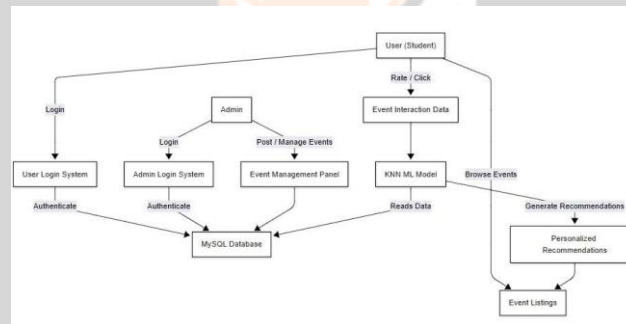 User (Student)
Rate / Click
Login
Admin
Event Interaction Data
Login
Post / Manage Events
User Login System
Admin Login System
Event Management Panel
KNN ML Model
Browse Events
Authenticate
Authenticate
Reads Data
Generate Recommendations
MySQL Database
Personalized
Recommendations
Event Listings